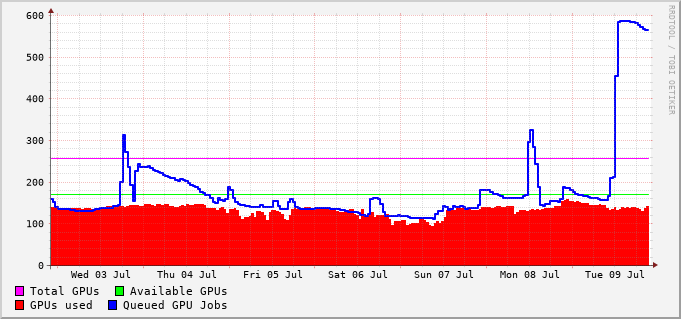 600
500
400
300
200
100
0
Wed 03 Jul Thu 04 Jul Fri 05 Jul Sat 06 Jul Sun 07 Jul Mon 08 Jul Tue 09 Jul
Total GPUs Available GPUs
GPUs used Queued GPU Jobs
RRDTOOL / TOBI OETIKER